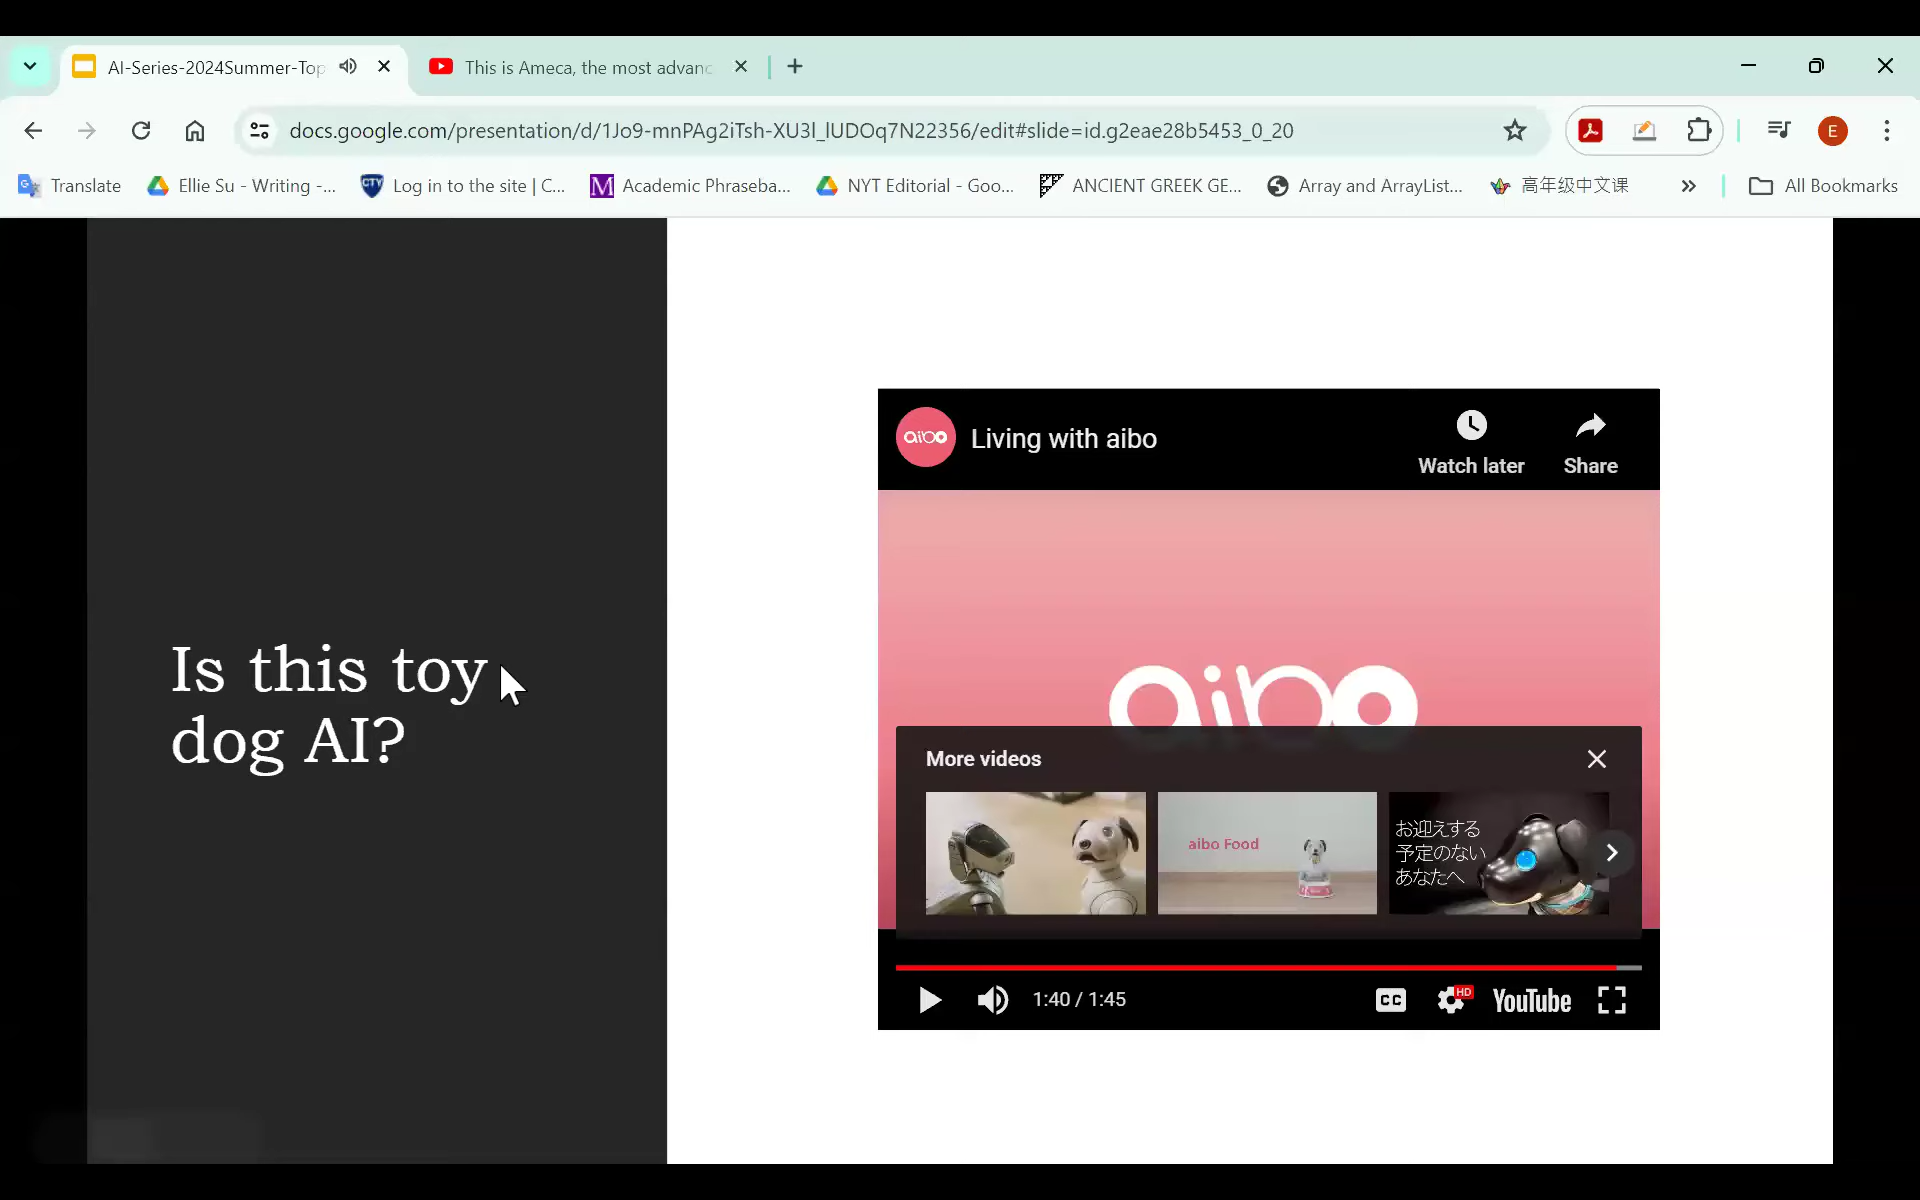 AI-Series-2024Summer-Top
This is Ameca, the most advanc
docs.google.com/presentation/d/1Jo9-mnPAg2iTsh-XU3l_lUDOq7N22356/edit#slide=id.g2eae28b5453_0_20
E
Translate
Ellie Su - Writing -...
CTY
Log in to the site | C...
M
Academic Phraseba...
NYT Editorial - Goo...
ANCIENT GREEK GE...
Array and ArrayList...
高年级中文课
All Bookmarks
Is this toy
dog AI?
aibo
Living with aibo
Watch later
Share
aibo
More videos
aibo Food
お迎えする
予定のない
あなたへ
1:40 / 1:45
CC
HD
YouTube